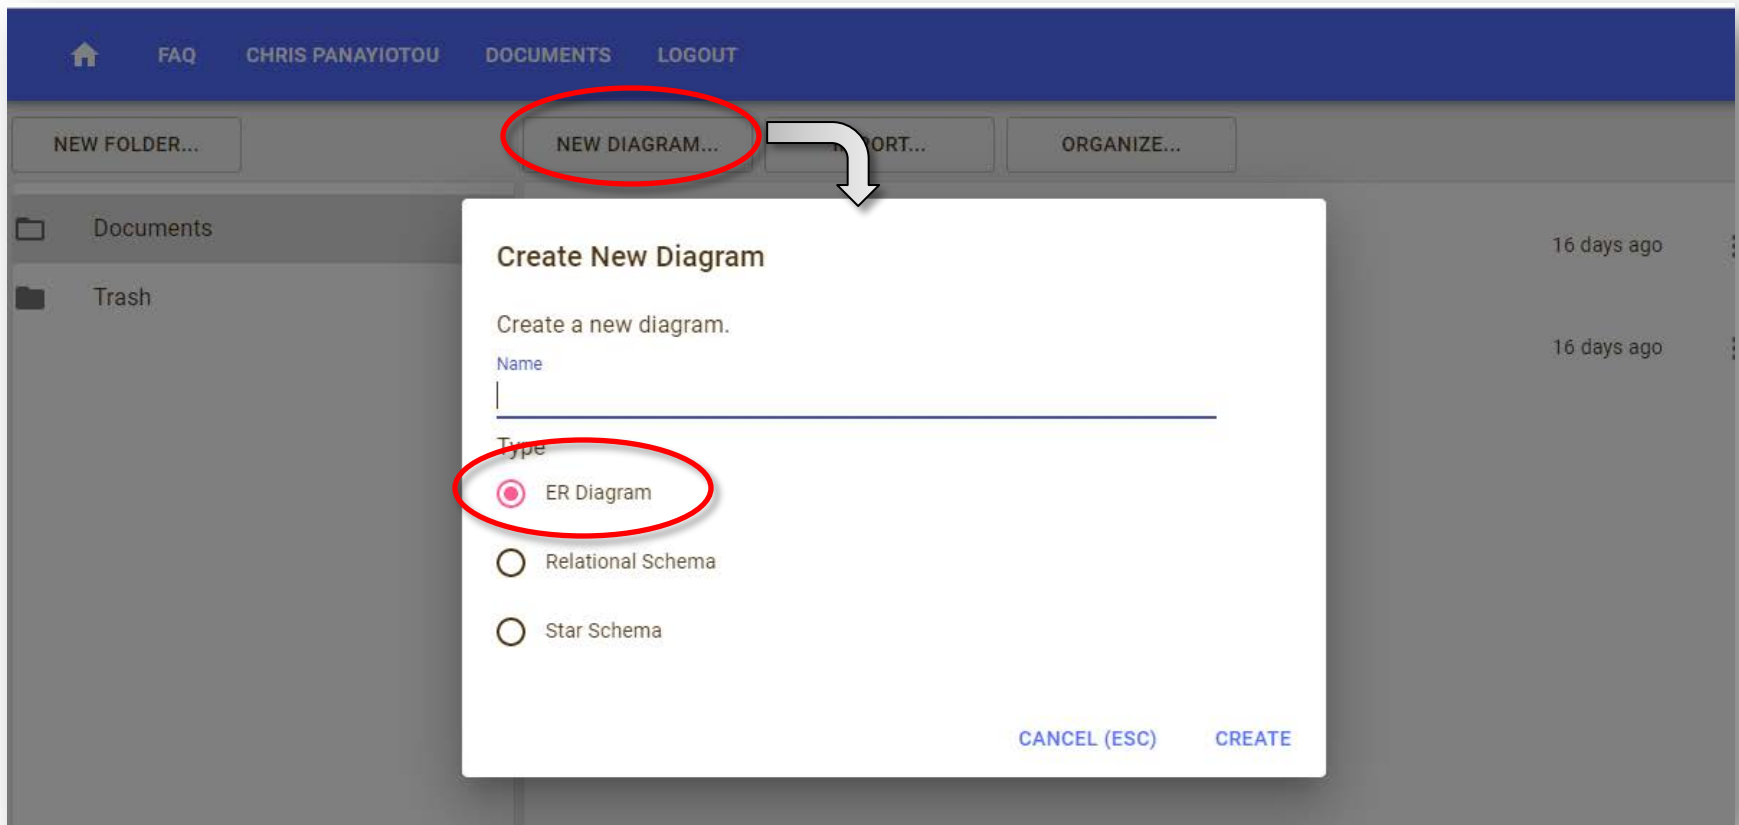 FAQ CHRIS PANAYIOTOU DOCUMENTS LOGOUT
NEW FOLDER... NEW DIAGRAM... ORGANIZE...
Documents
Trash
16 days ago
16 days ago
Create New Diagram
Create a new diagram.
Name
Type
ER Diagram
Relational Schema
Star Schema
CANCEL (ESC) CREATE